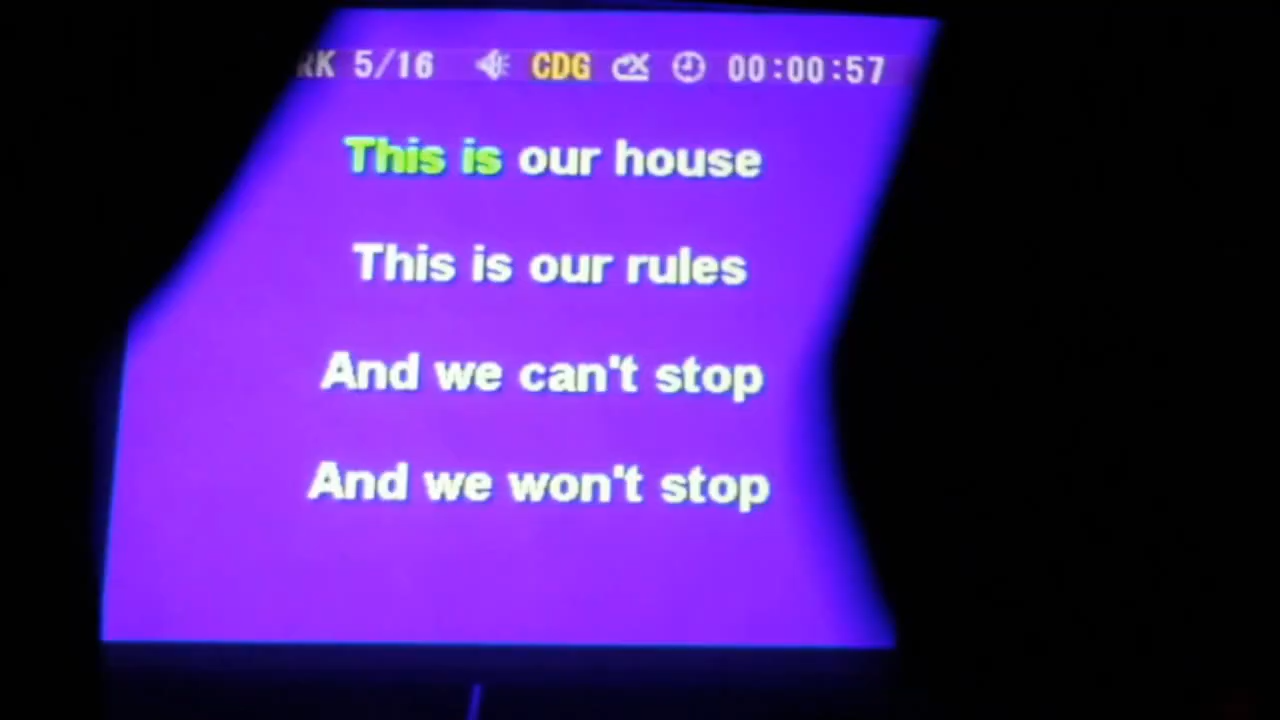 RK 5/16 CDG 00:00:57
This is our house
This is our rules
And we can't stop
And we won't stop